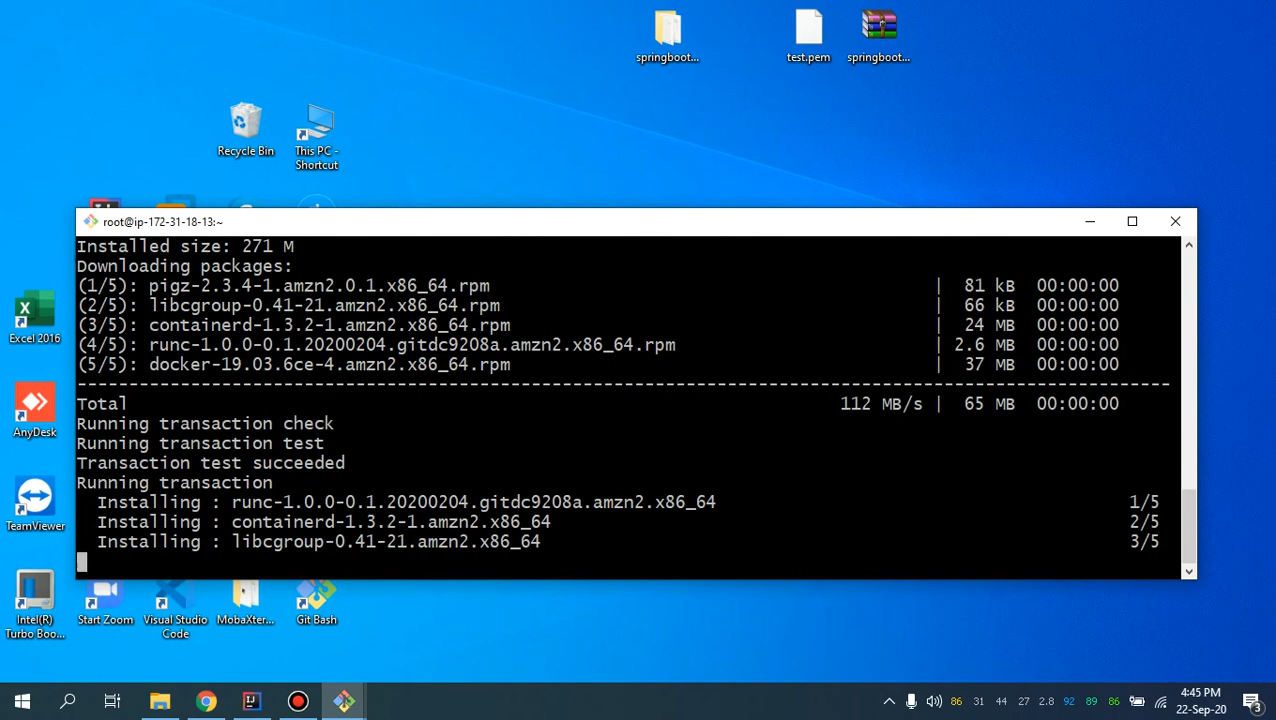 springboot...
test.pem
springboot...
Recycle Bin
This PC -
Shortcut
root@ip-172-31-18-13:~
Installed size: 271 M
Downloading packages:
(1/5): pigz-2.3.4-1.amzn2.0.1.x86_64.rpm | 81 kB 00:00:00
(2/5): libcgroup-0.41-21.amzn2.x86_64.rpm | 66 kB 00:00:00
(3/5): containerd-1.3.2-1.amzn2.x86_64.rpm | 24 MB 00:00:00
(4/5): runc-1.0.0-0.1.20200204.gitdc9208a.amzn2.x86_64.rpm | 2.6 MB 00:00:00
(5/5): docker-19.03.6ce-4.amzn2.x86_64.rpm | 37 MB 00:00:00
--------------------------------------------------------------------------------
Total 112 MB/s | 65 MB 00:00:00
Running transaction check
Running transaction test
Transaction test succeeded
Running transaction
Installing : runc-1.0.0-0.1.20200204.gitdc9208a.amzn2.x86_64 1/5
Installing : containerd-1.3.2-1.amzn2.x86_64 2/5
Installing : libcgroup-0.41-21.amzn2.x86_64 3/5
Excel 2016
AnyDesk
TeamViewer
Intel(R)
Turbo Boo...
Start Zoom
Visual Studio
Code
MobaXter...
Git Bash
86 31 44 27 2.8 92 89 86
4:45 PM
22-Sep-20
3